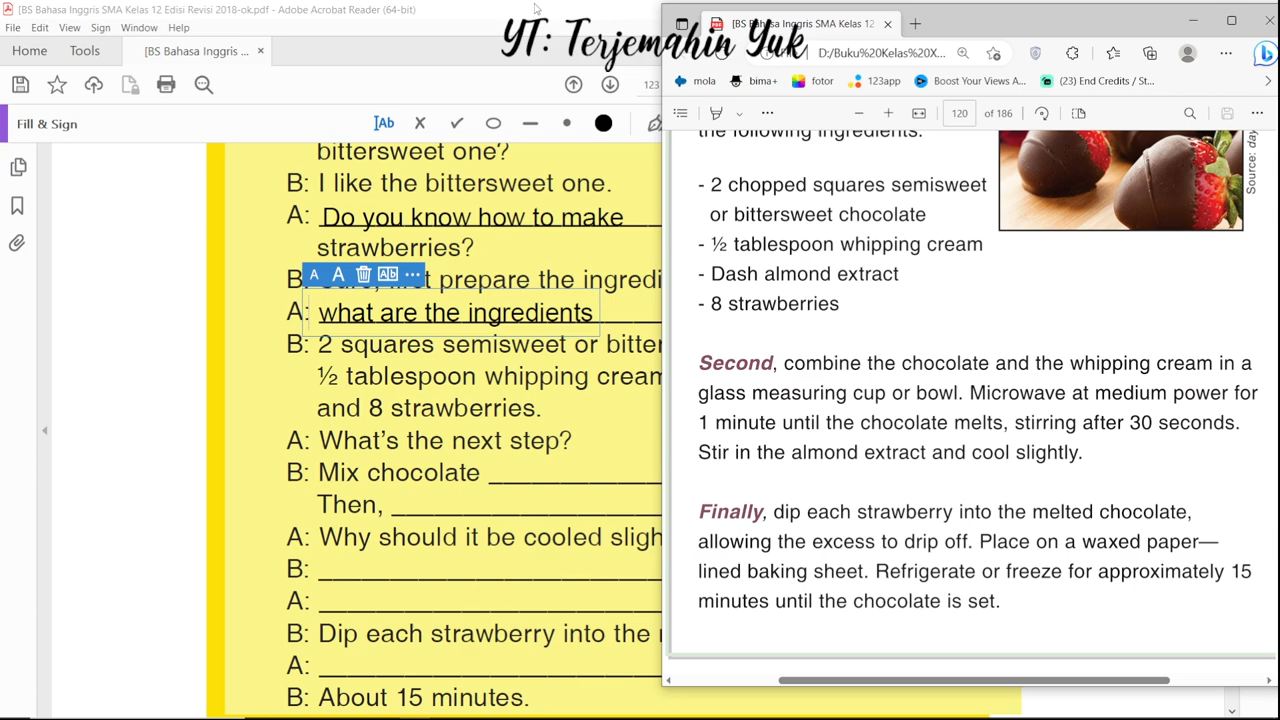 [BS Bahasa Inggris SMA Kelas 12 Edisi Revisi 2018-ok.pdf - Adobe Acrobat Reader (64-bit)
File Edit View Sign Window Help
Home Tools [BS Bahasa Inggris ... ×
YT: Terjemahin Yuk
123
Fill & Sign
bittersweet one?
B: I like the bittersweet one.
A: Do you know how to make
strawberries?
prepare the ingredi
A: what are the ingredients
B: 2 squares semisweet or bitter
½ tablespoon whipping cream
and 8 strawberries.
A: What's the next step?
B: Mix chocolate
Then,
A: Why should it be cooled sligh
B:
A:
B: Dip each strawberry into the
A:
B: About 15 minutes.
[BS Bahasa Inggris SMA Kelas 12
D:/Buku%20Kelas%20X...
mola bima+ fotor 123app Boost Your Views A... (23) End Credits / St...
120 of 186
the following ingredients:
- 2 chopped squares semisweet
or bittersweet chocolate
- ½ tablespoon whipping cream
- Dash almond extract
- 8 strawberries
Source: day
Second, combine the chocolate and the whipping cream in a
glass measuring cup or bowl. Microwave at medium power for
1 minute until the chocolate melts, stirring after 30 seconds.
Stir in the almond extract and cool slightly.
Finally, dip each strawberry into the melted chocolate,
allowing the excess to drip off. Place on a waxed paper—
lined baking sheet. Refrigerate or freeze for approximately 15
minutes until the chocolate is set.